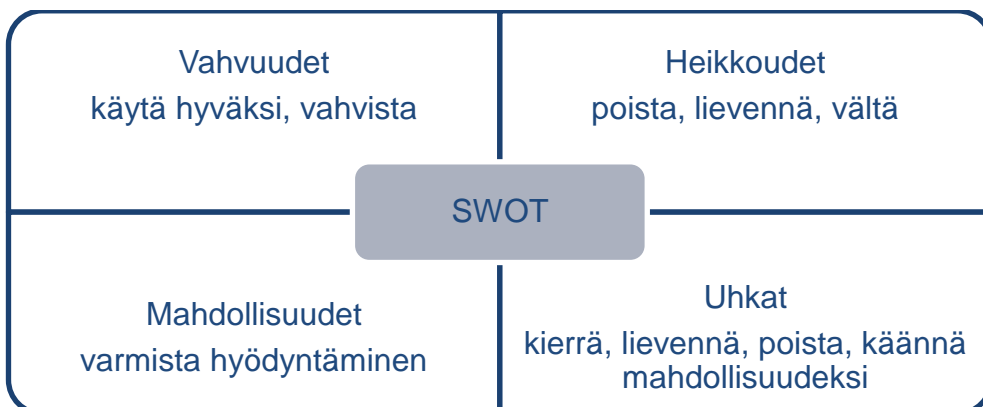 Vahvuudet
käytä hyväksi, vahvista
Heikkoudet
poista, lievennä, vältä
SWOT
Mahdollisuudet
varmista hyödyntäminen
Uhkat
kierrä, lievennä, poista, käännä
mahdollisuudeksi